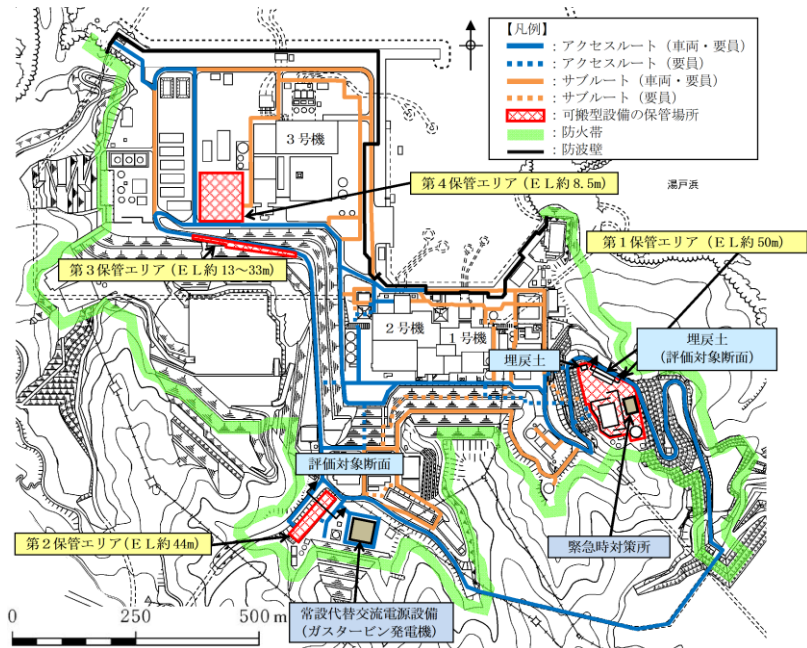 【凡例】
：アクセスルート（車両・要員）
：アクセスルート（要員）
：サブルート（車両・要員）
：サブルート（要員）
：可搬型設備の保管場所
：防火帯
：防波壁
3号機
湯戸浜
第4保管エリア（EL約8.5m）
第1保管エリア（EL約50m）
第3保管エリア（EL約13～33m）
2号機
1号機
埋戻土
埋戻土
（評価対象断面）
評価対象断面
第2保管エリア（EL約44m）
緊急時対策所
常設代替交流電源設備
（ガスタービン発電機）
0 250 500 m